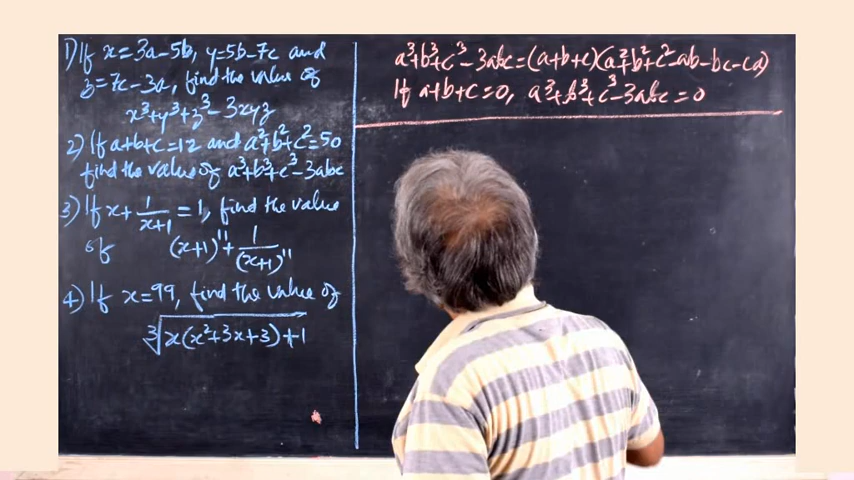 1) If x=3a-5b, y=5b-7c and
z=7c-3a, find the value of
x³+y³+z³-3xyz
2) If a+b+c=12 and a²+b²+c²=50
find the value of a³+b³+c³-3abc
3) If x+1/(x+1)=1, find the value
of (x+1)¹¹+1/(x+1)¹¹
4) If x=99, find the value of
∛(x(x²+3x+3)+1)
a³+b³+c³-3abc=(a+b+c)(a²+b²+c²-ab-bc-ca)
If a+b+c=0, a³+b³+c³-3abc=0